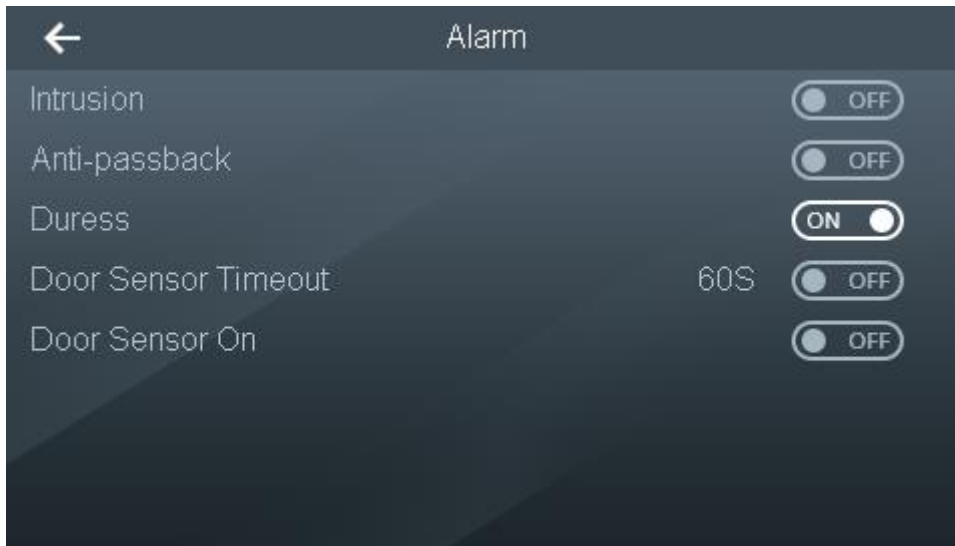 Alarm
Intrusion OFF
Anti-passback OFF
Duress ON
Door Sensor Timeout 60S OFF
Door Sensor On OFF